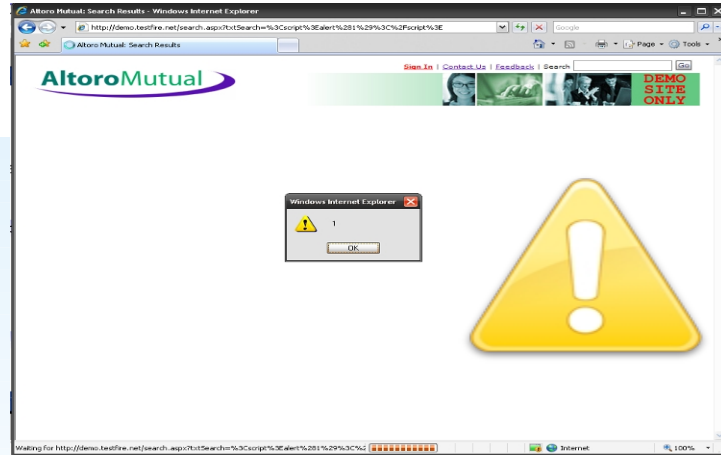 Altoro Mutual: Search Results - Windows Internet Explorer
http://demo.testfire.net/search.aspx?txtSearch=%3Cscript%3Ealert%281%29%3C%2Fscript%3E
Google
Altoro Mutual: Search Results
Page
Tools
Sign In | Contact Us | Feedback | Search
Go
AltoroMutual
DEMO
SITE
ONLY
Windows Internet Explorer
1
OK
Waiting for http://demo.testfire.net/search.aspx?txtSearch=%3Cscript%3Ealert%281%29%3C%2
Internet
100%